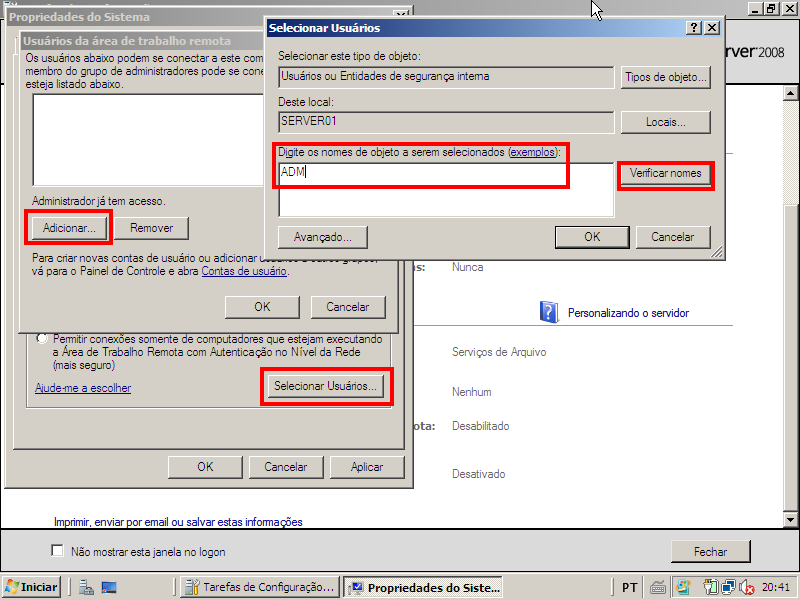 Propriedades do Sistema
Usuários da área de trabalho remota
Os usuários abaixo podem se conectar a este com
membro do grupo de administradores pode se cone
esteja listado abaixo.
Administrador já tem acesso.
Adicionar...
Remover
Para criar novas contas de usuário ou adicionar usuários a outros grupos,
vá para o Painel de Controle e abra Contas de usuário.
OK
Cancelar
Permitir conexões somente de computadores que estejam executando
a Área de Trabalho Remota com Autenticação no Nível da Rede
(mais seguro)
Ajude-me a escolher
Selecionar Usuários...
OK
Cancelar
Aplicar
Selecionar Usuários
Selecionar este tipo de objeto:
Usuários ou Entidades de segurança interna
Tipos de objeto...
Deste local:
SERVER01
Locais...
Digite os nomes de objeto a serem selecionados (exemplos):
ADM
Verificar nomes
Avançado...
OK
Cancelar
rver2008
s:
Nunca
Personalizando o servidor
Serviços de Arquivo
Nenhum
ota:
Desabilitado
Desativado
Imprimir, enviar por email ou salvar estas informações
Não mostrar esta janela no logon
Fechar
Iniciar
Tarefas de Configuração...
Propriedades do Siste...
PT
20:41